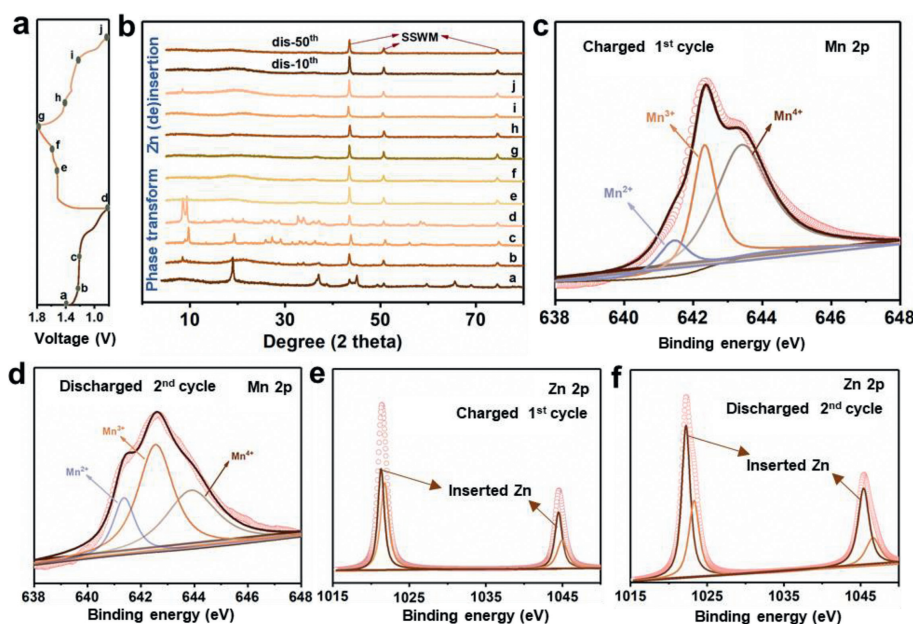 a
j
i
h
g
f
e
d
c
b
a
1.8 1.4 1.0
Voltage (V)
b
Phase transform Zn (de)insertion
dis-50th
SSWM
dis-10th
j
i
h
g
f
e
d
c
b
a
10 30 50 70
Degree (2 theta)
c
Charged 1st cycle Mn 2p
Mn3+
Mn4+
Mn2+
638 640 642 644 646 648
Binding energy (eV)
d
Discharged 2nd cycle Mn 2p
Mn3+
Mn4+
Mn2+
638 640 642 644 646 648
Binding energy (eV)
e
Zn 2p
Charged 1st cycle
Inserted Zn
1015 1025 1035 1045
Binding energy (eV)
f
Zn 2p
Discharged 2nd cycle
Inserted Zn
1015 1025 1035 1045
Binding energy (eV)